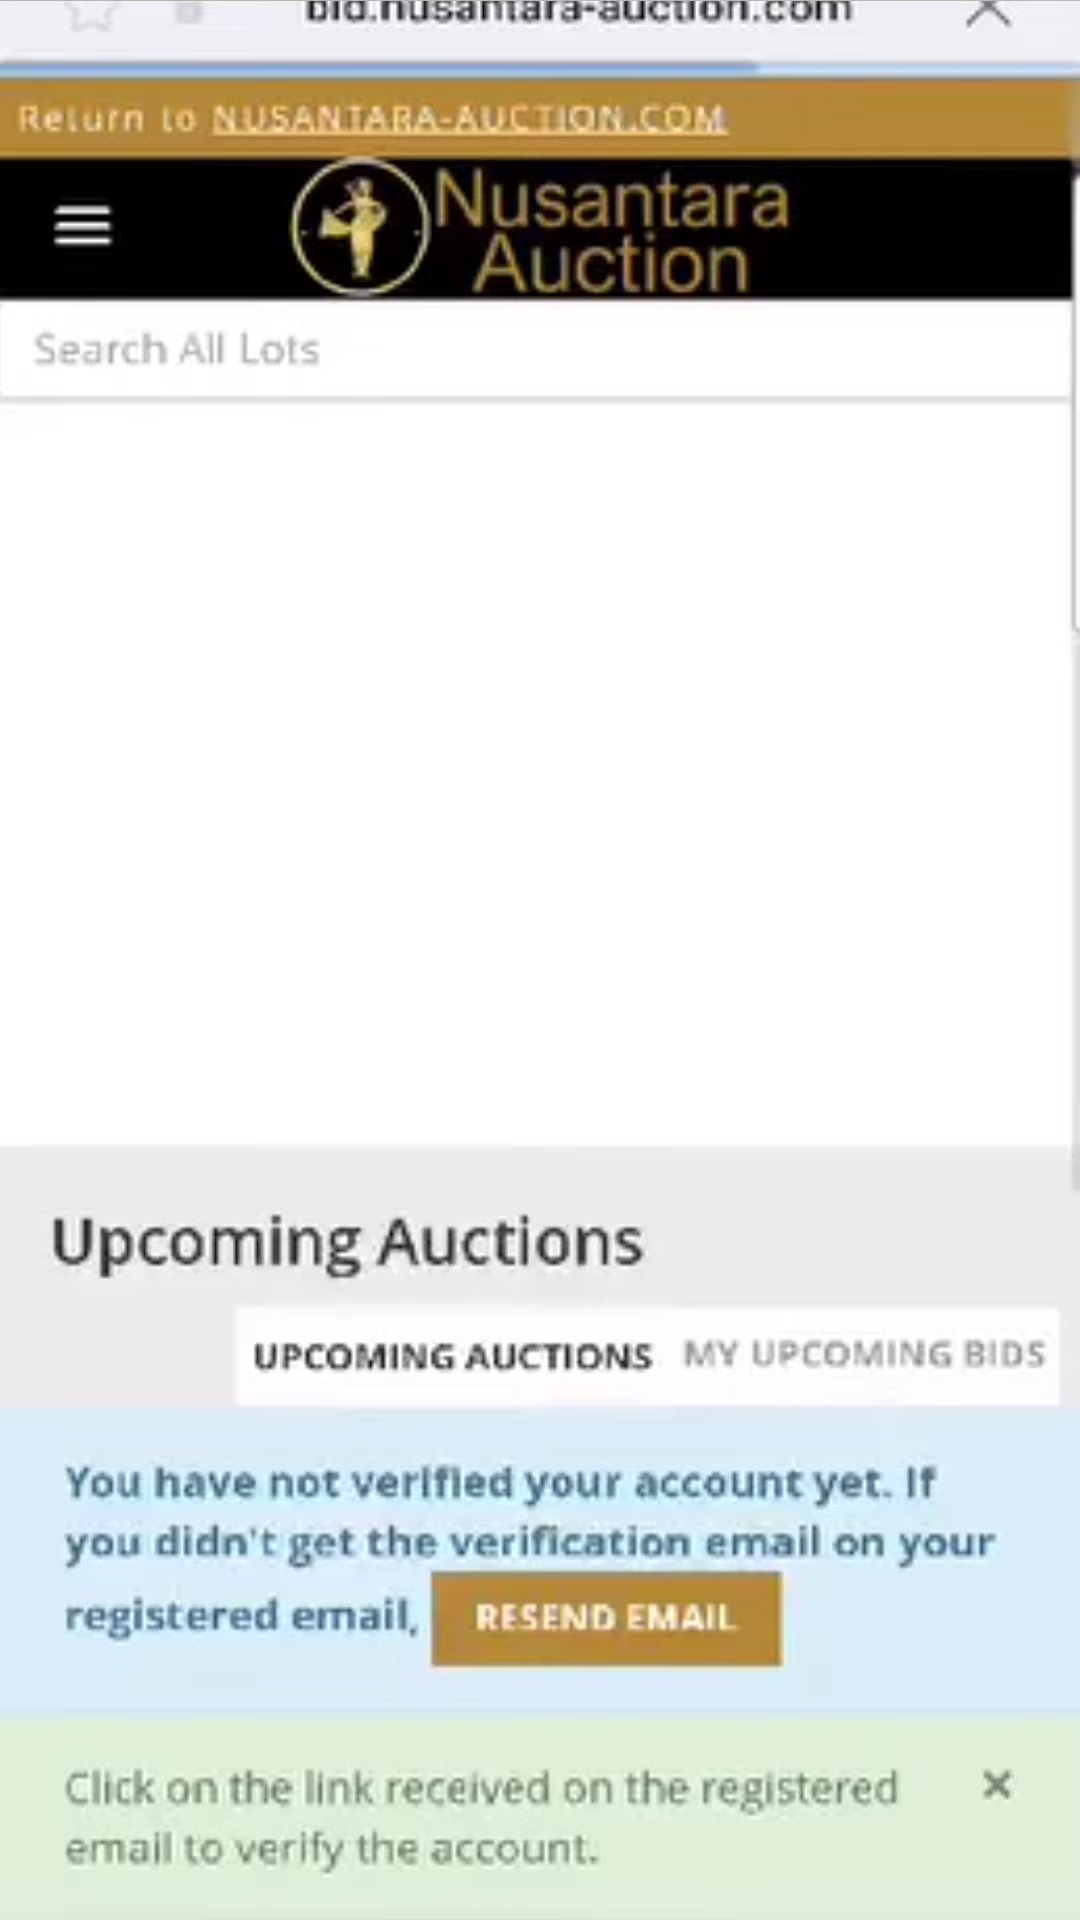 bid.nusantara-auction.com
Return to NUSANTARA-AUCTION.COM
Nusantara
Auction
Search All Lots
Upcoming Auctions
UPCOMING AUCTIONS MY UPCOMING BIDS
You have not verified your account yet. If
you didn't get the verification email on your
registered email, RESEND EMAIL
Click on the link received on the registered
email to verify the account.